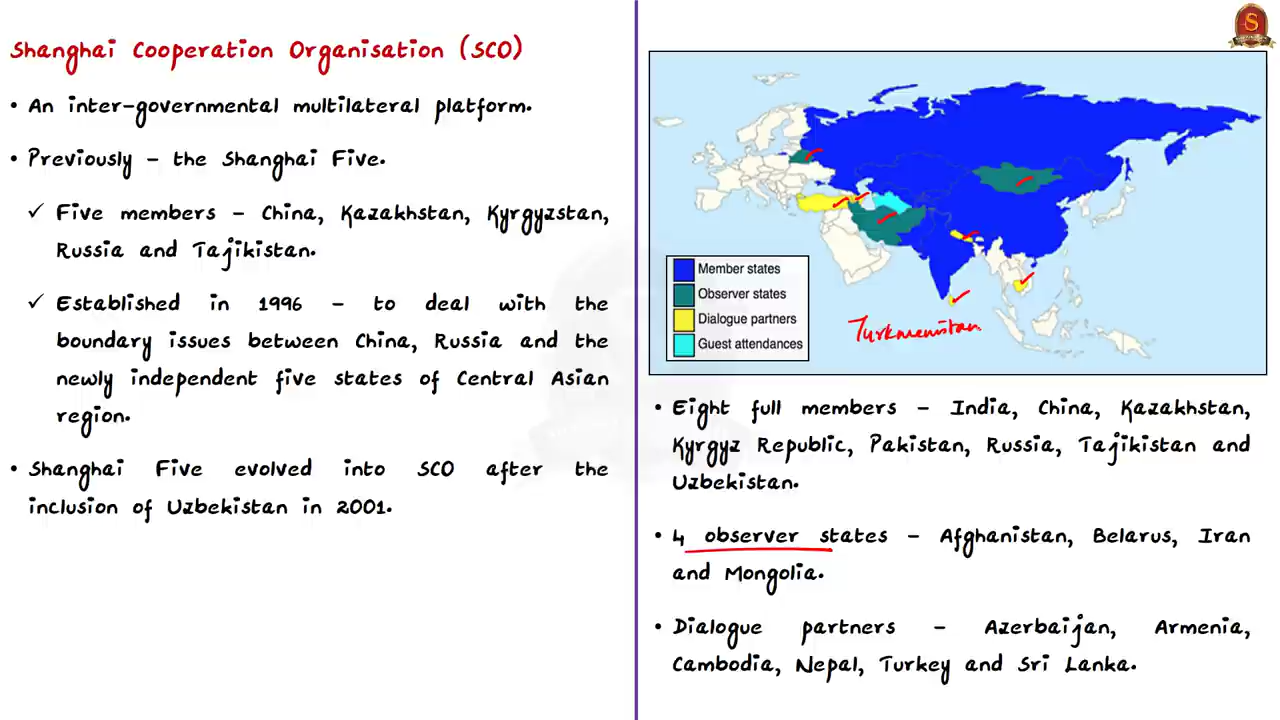 Shanghai Cooperation Organisation (SCO)
• An inter-governmental multilateral platform.
• Previously – the Shanghai Five.
✓ Five members – China, Kazakhstan, Kyrgyzstan,
Russia and Tajikistan.
✓ Established in 1996 – to deal with the
boundary issues between China, Russia and the
newly independent five states of Central Asian
region.
• Shanghai Five evolved into SCO after the
inclusion of Uzbekistan in 2001.
S
Member states
Observer states
Dialogue partners
Guest attendances
Turkmenistan
• Eight full members – India, China, Kazakhstan,
Kyrgyz Republic, Pakistan, Russia, Tajikistan and
Uzbekistan.
• 4 observer states – Afghanistan, Belarus, Iran
and Mongolia.
• Dialogue partners – Azerbaijan, Armenia,
Cambodia, Nepal, Turkey and Sri Lanka.